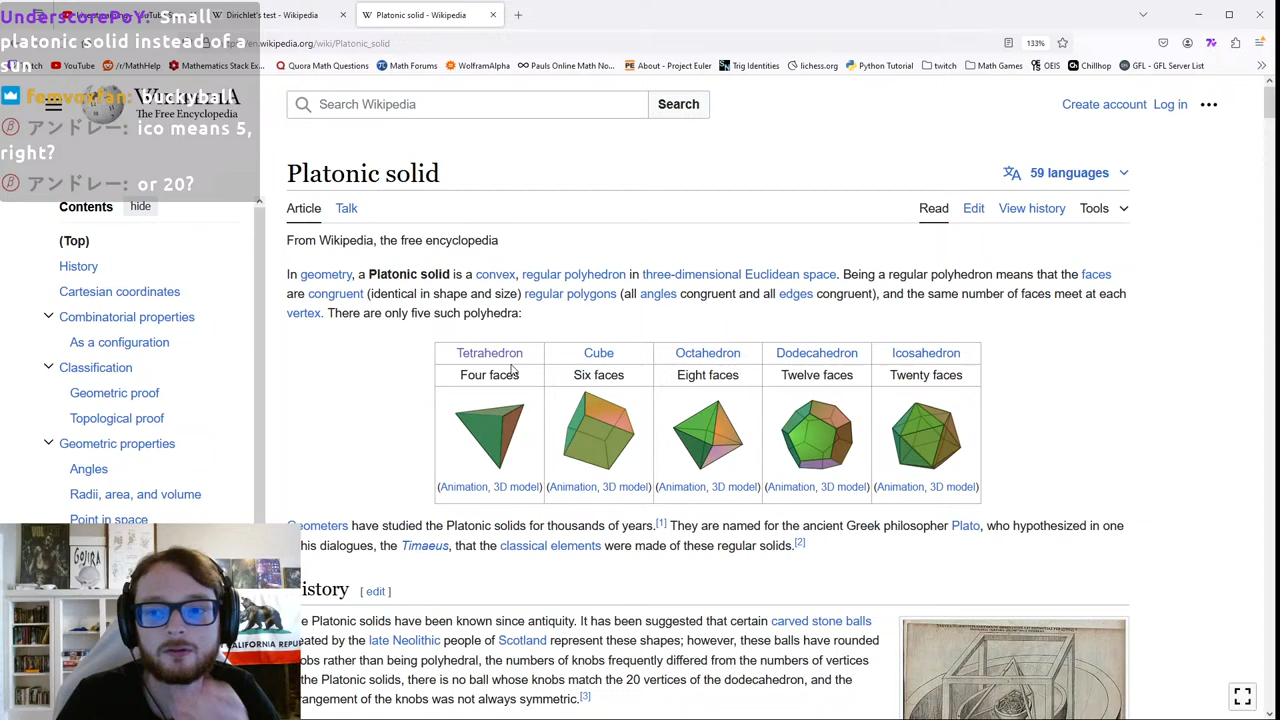 UnderscorePoY: Small
platonic solid instead of a
sun
femvoxfan: buckyball
アンドレー: ico means 5,
right?
アンドレー: or 20?
Dirichlet's test - Wikipedia
Platonic solid - Wikipedia
en.wikipedia.org/wiki/Platonic_solid
133%
YouTube
/r/MathHelp
Mathematics Stack Ex...
Quora Math Questions
Math Forums
WolframAlpha
Pauls Online Math No...
About - Project Euler
Trig Identities
lichess.org
Python Tutorial
twitch
Math Games
OEIS
Chillhop
GFL - GFL Server List
The Free Encyclopedia
Search Wikipedia
Search
Create account
Log in
Platonic solid
59 languages
Article
Talk
Read
Edit
View history
Tools
From Wikipedia, the free encyclopedia
Contents
hide
(Top)
History
Cartesian coordinates
Combinatorial properties
As a configuration
Classification
Geometric proof
Topological proof
Geometric properties
Angles
Radii, area, and volume
Point in space
In geometry, a Platonic solid is a convex, regular polyhedron in three-dimensional Euclidean space. Being a regular polyhedron means that the faces
are congruent (identical in shape and size) regular polygons (all angles congruent and all edges congruent), and the same number of faces meet at each
vertex. There are only five such polyhedra:
Tetrahedron Cube Octahedron Dodecahedron Icosahedron
Four faces Six faces Eight faces Twelve faces Twenty faces
(Animation, 3D model) (Animation, 3D model) (Animation, 3D model) (Animation, 3D model) (Animation, 3D model)
Geometers have studied the Platonic solids for thousands of years.[1] They are named for the ancient Greek philosopher Plato, who hypothesized in one
his dialogues, the Timaeus, that the classical elements were made of these regular solids.[2]
istory [ edit ]
e Platonic solids have been known since antiquity. It has been suggested that certain carved stone balls
eated by the late Neolithic people of Scotland represent these shapes; however, these balls have rounded
obs rather than being polyhedral, the numbers of knobs frequently differed from the numbers of vertices
the Platonic solids, there is no ball whose knobs match the 20 vertices of the dodecahedron, and the
rangement of the knobs was not always symmetric.[3]
GOJIRA
CALIFORNIA REPUBLIC